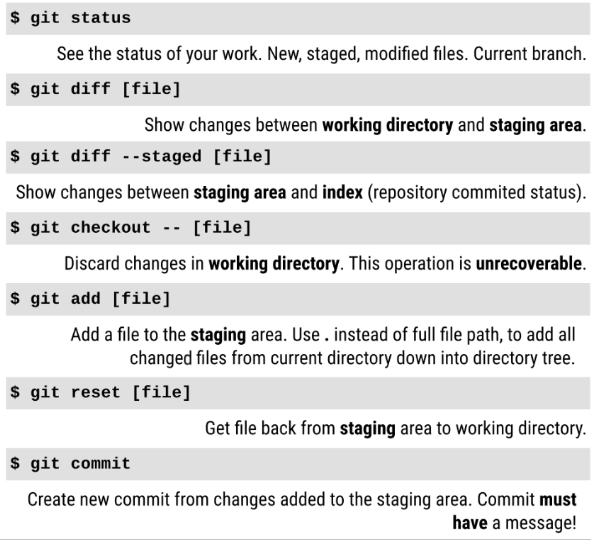 $ git status
See the status of your work. New, staged, modified files. Current branch.
$ git diff [file]
Show changes between working directory and staging area.
$ git diff --staged [file]
Show changes between staging area and index (repository commited status).
$ git checkout -- [file]
Discard changes in working directory. This operation is unrecoverable.
$ git add [file]
Add a file to the staging area. Use . instead of full file path, to add all
changed files from current directory down into directory tree.
$ git reset [file]
Get file back from staging area to working directory.
$ git commit
Create new commit from changes added to the staging area. Commit must
have a message!